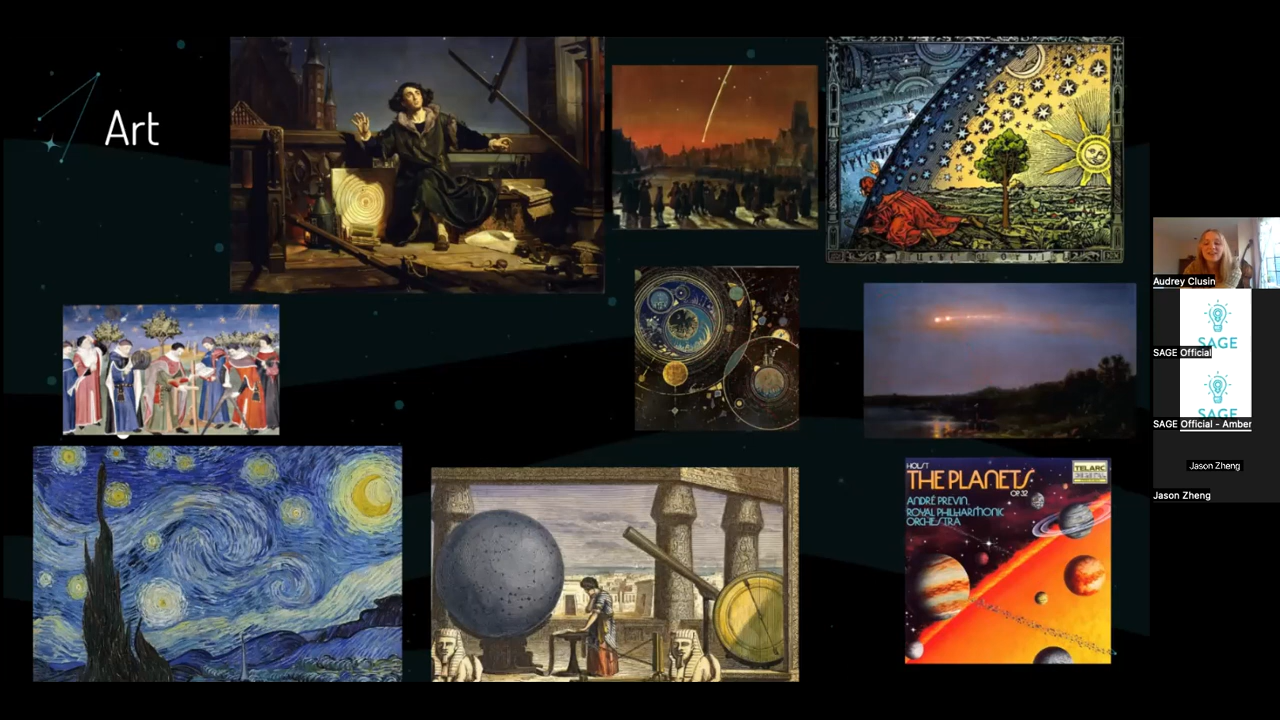 Art
HOLST
THE PLANETS
OP. 32
ANDRÉ PREVIN
ROYAL PHILHARMONIC
ORCHESTRA
TELARC
DIGITAL
Audrey Clusin
SAGE
SAGE Official
SAGE
SAGE Official - Amber
Jason Zheng
Jason Zheng